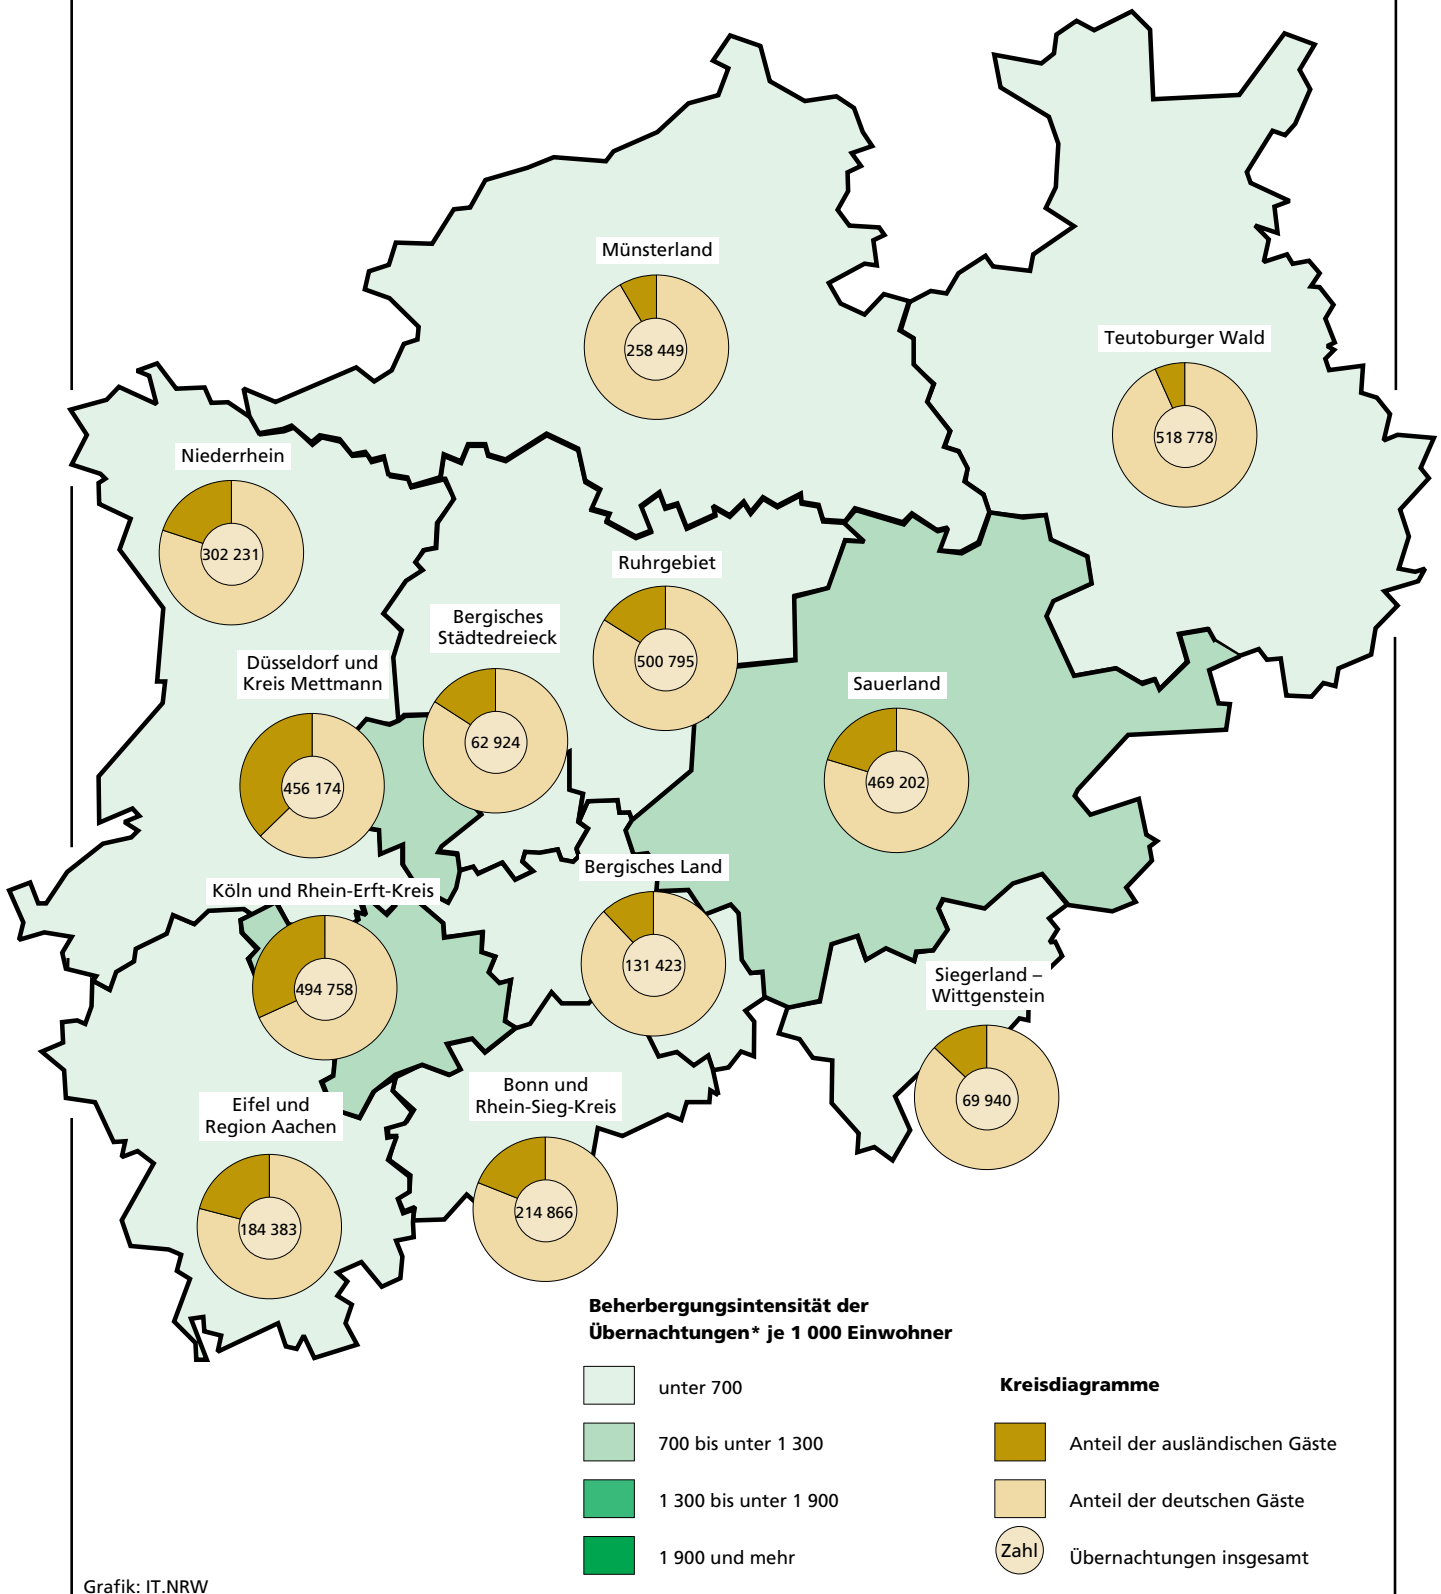 Münsterland
258 449
Teutoburger Wald
518 778
Niederrhein
302 231
Ruhrgebiet
500 795
Bergisches
Städtedreieck
62 924
Düsseldorf und
Kreis Mettmann
456 174
Sauerland
469 202
Bergisches Land
131 423
Köln und Rhein-Erft-Kreis
494 758
Siegerland –
Wittgenstein
69 940
Bonn und
Rhein-Sieg-Kreis
214 866
Eifel und
Region Aachen
184 383
Beherbergungsintensität der
Übernachtungen* je 1 000 Einwohner
unter 700
700 bis unter 1 300
1 300 bis unter 1 900
1 900 und mehr
Kreisdiagramme
Anteil der ausländischen Gäste
Anteil der deutschen Gäste
Zahl
Übernachtungen insgesamt
Grafik: IT.NRW